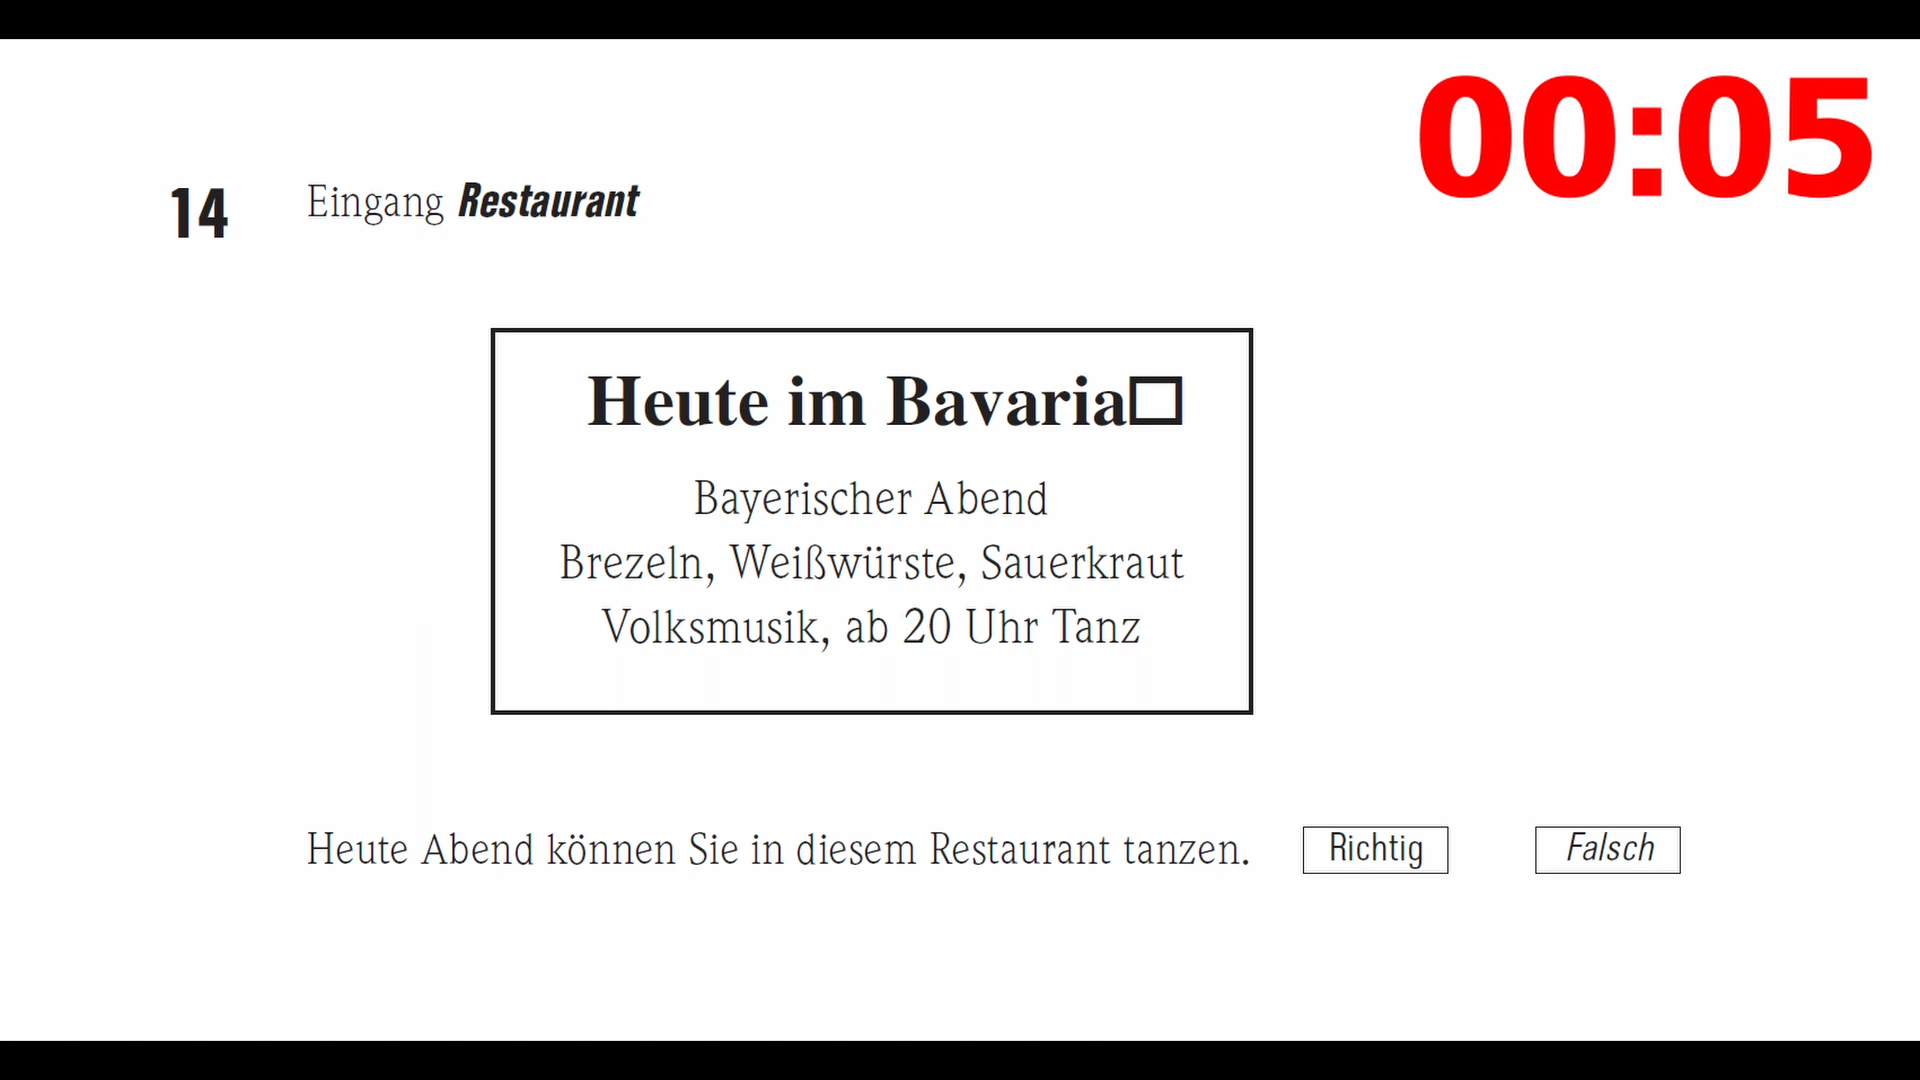 00:05
14 Eingang Restaurant
Heute im Bavaria□
Bayerischer Abend
Brezeln, Weißwürste, Sauerkraut
Volksmusik, ab 20 Uhr Tanz
Heute Abend können Sie in diesem Restaurant tanzen. Richtig Falsch